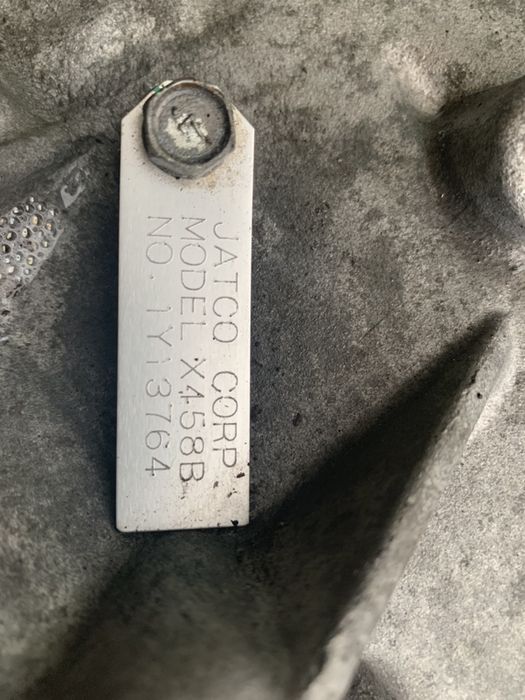 JATCO CORP
MODEL X458B
NO. 1Y13764